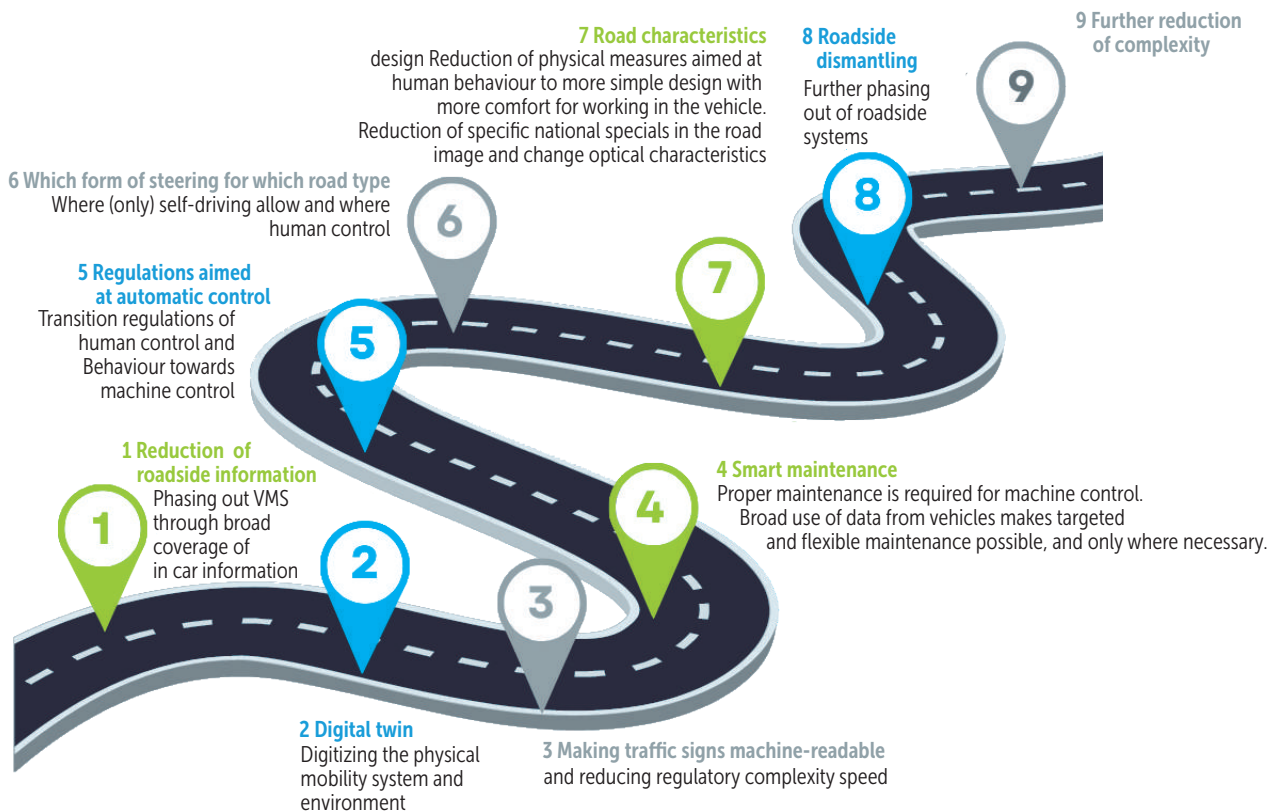 1 Reduction of
roadside information
Phasing out VMS
through broad
coverage of
in car information
1
2
2 Digital twin
Digitizing the physical
mobility system and
environment
3
3 Making traffic signs machine-readable
and reducing regulatory complexity speed
4
4 Smart maintenance
Proper maintenance is required for machine control.
Broad use of data from vehicles makes targeted
and flexible maintenance possible, and only where necessary.
5 Regulations aimed
at automatic control
Transition regulations of
human control and
Behaviour towards
machine control
5
6 Which form of steering for which road type
Where (only) self-driving allow and where
human control
6
7 Road characteristics
design Reduction of physical measures aimed at
human behaviour to more simple design with
more comfort for working in the vehicle.
Reduction of specific national specials in the road
image and change optical characteristics
7
8 Roadside
dismantling
Further phasing
out of roadside
systems
8
9 Further reduction
of complexity
9